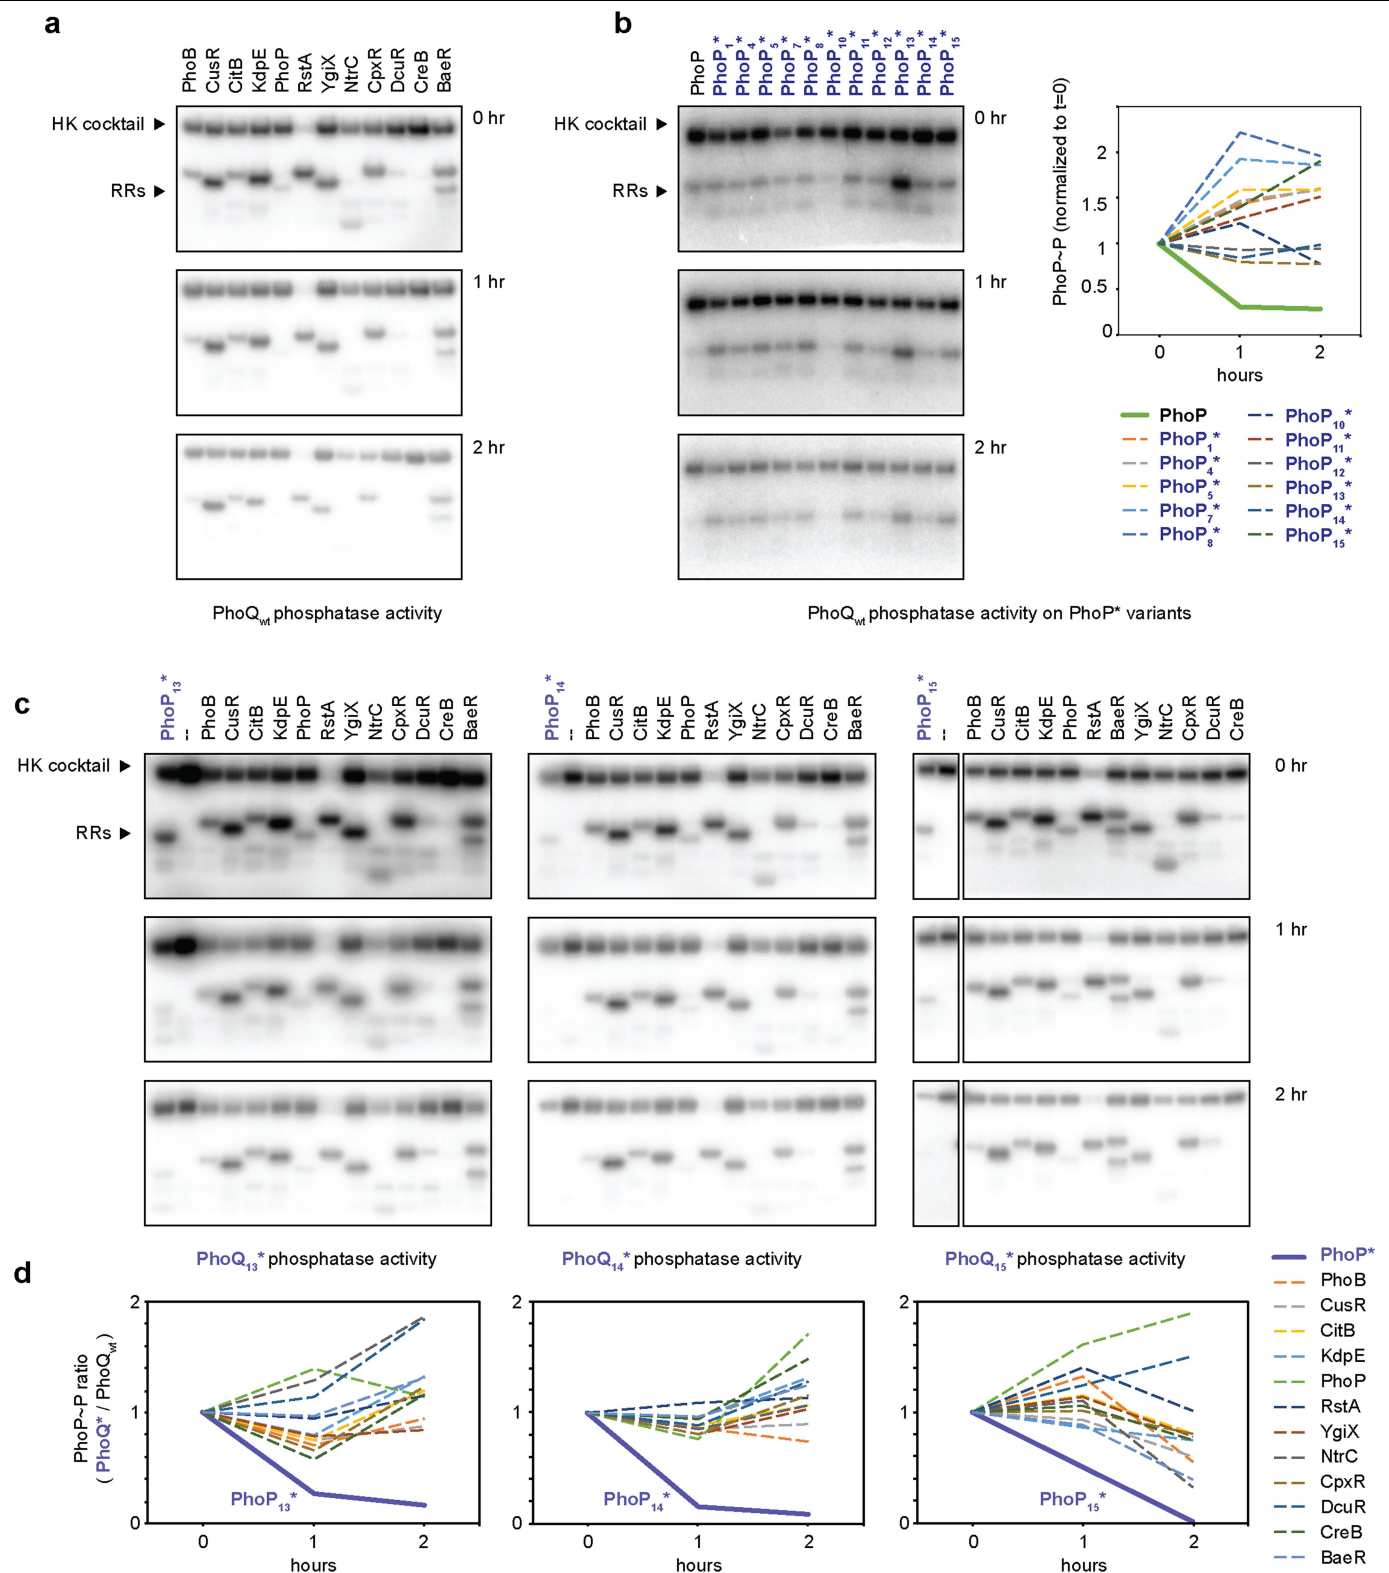 a
PhoB CusR CitB KdpE PhoP RstA YgiX NtrC CpxR DcuR CreB BaeR
HK cocktail
RRs
0 hr
1 hr
2 hr
PhoQwt phosphatase activity
b
PhoP PhoP1* PhoP4* PhoP5* PhoP7* PhoP8* PhoP10* PhoP11* PhoP12* PhoP13* PhoP14* PhoP15*
HK cocktail
RRs
0 hr
1 hr
2 hr
PhoQwt phosphatase activity on PhoP* variants
PhoP~P (normalized to t=0)
2
1.5
1
0.5
0
0 1 2
hours
PhoP
PhoP1*
PhoP4*
PhoP5*
PhoP7*
PhoP8*
PhoP10*
PhoP11*
PhoP12*
PhoP13*
PhoP14*
PhoP15*
c
PhoP13* -- PhoB CusR CitB KdpE PhoP RstA YgiX NtrC CpxR DcuR CreB BaeR
PhoP14* -- PhoB CusR CitB KdpE PhoP RstA YgiX NtrC CpxR DcuR CreB BaeR
PhoP15* -- PhoB CusR CitB KdpE PhoP RstA BaeR YgiX NtrC CpxR DcuR CreB
HK cocktail
RRs
0 hr
1 hr
2 hr
PhoQ13* phosphatase activity
PhoQ14* phosphatase activity
PhoQ15* phosphatase activity
d
PhoP~P ratio
( PhoQ* / PhoQwt)
2
1
0
PhoP13*
0 1 2
hours
2
1
0
PhoP14*
0 1 2
hours
2
1
0
PhoP15*
0 1 2
hours
PhoP*
PhoB
CusR
CitB
KdpE
PhoP
RstA
YgiX
NtrC
CpxR
DcuR
CreB
BaeR